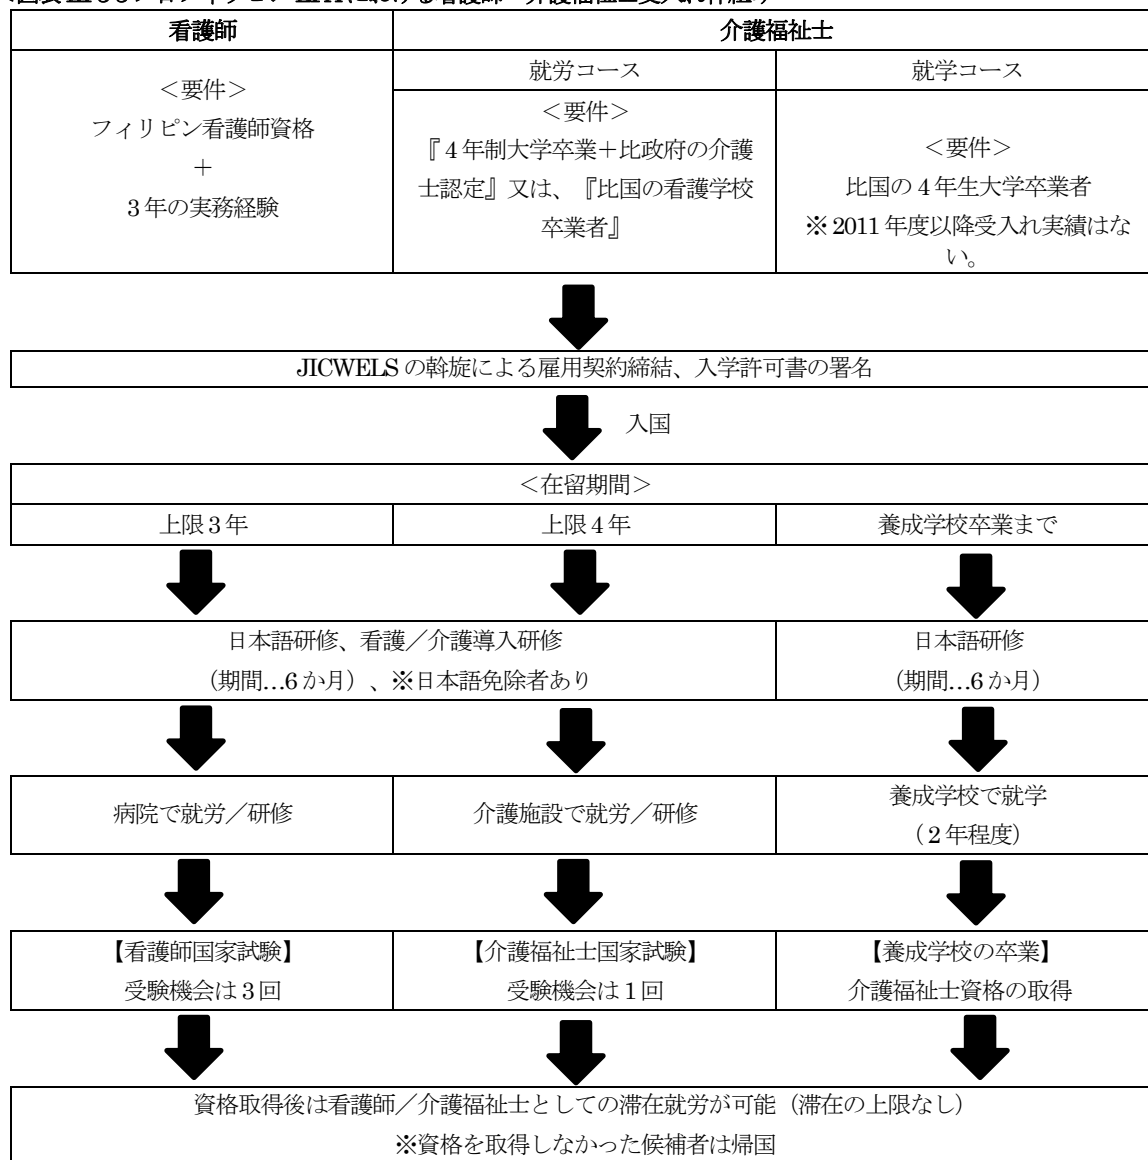 看護師
介護福祉士
＜要件＞
フィリピン看護師資格
＋
3年の実務経験
就労コース
＜要件＞
『4年制大学卒業＋比政府の介護
士認定』又は、『比国の看護学校
卒業者』
就学コース
＜要件＞
比国の4年生大学卒業者
※2011年度以降受入れ実績はな
い。
JICWELSの斡旋による雇用契約締結、入学許可書の署名
入国
＜在留期間＞
上限3年
上限4年
養成学校卒業まで
日本語研修、看護／介護導入研修
（期間…6か月）、※日本語免除者あり
日本語研修
（期間…6か月）
病院で就労／研修
介護施設で就労／研修
養成学校で就学
（2年程度）
【看護師国家試験】
受験機会は3回
【介護福祉士国家試験】
受験機会は1回
【養成学校の卒業】
介護福祉士資格の取得
資格取得後は看護師／介護福祉士としての滞在就労が可能（滞在の上限なし）
※資格を取得しなかった候補者は帰国